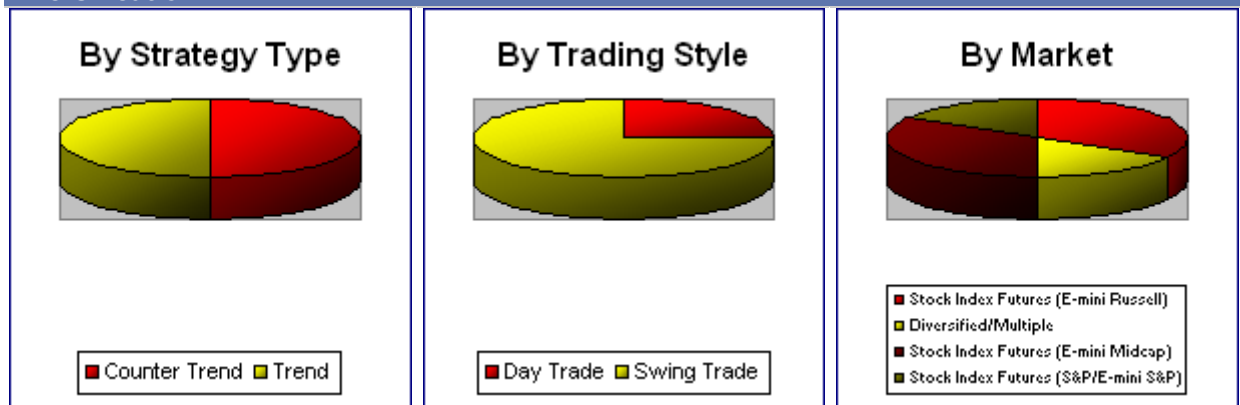 By Strategy Type
Counter Trend Trend
By Trading Style
Day Trade Swing Trade
By Market
Stock Index Futures (E-mini Russell)
Diversified/Multiple
Stock Index Futures (E-mini Midcap)
Stock Index Futures (S&P/E-mini S&P)